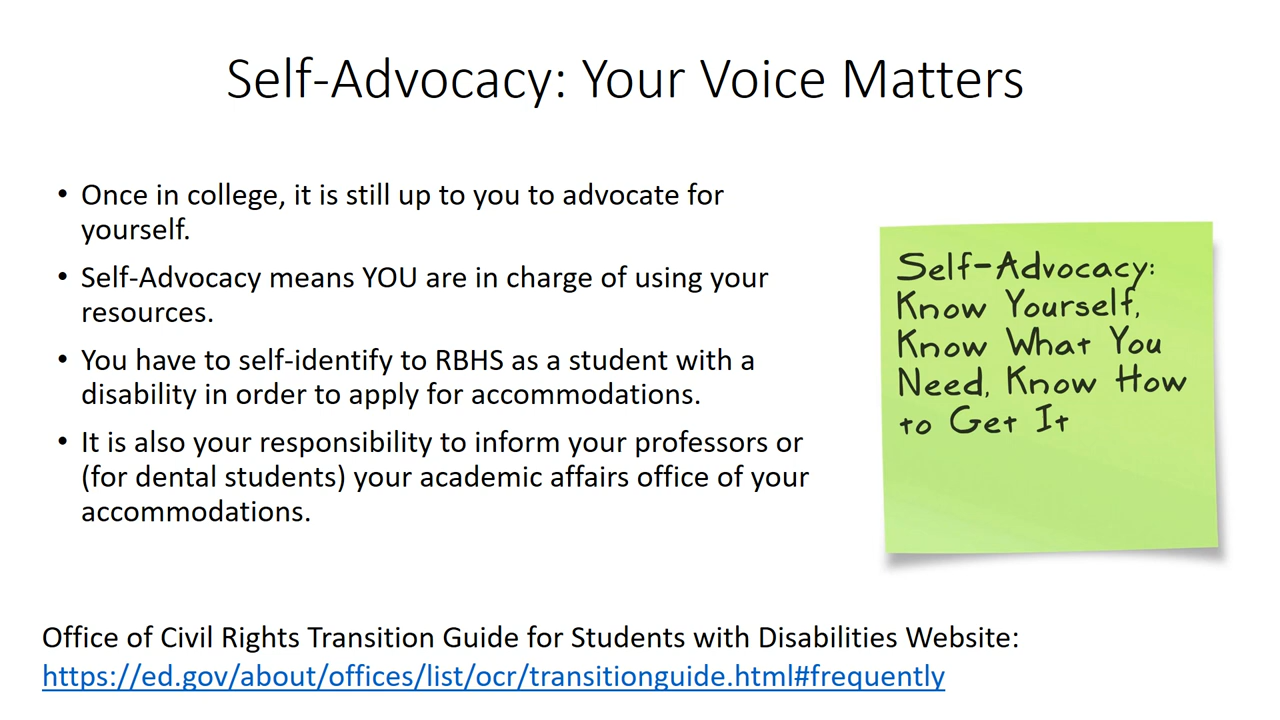 Self-Advocacy: Your Voice Matters
• Once in college, it is still up to you to advocate for
yourself.
• Self-Advocacy means YOU are in charge of using your
resources.
• You have to self-identify to RBHS as a student with a
disability in order to apply for accommodations.
• It is also your responsibility to inform your professors or
(for dental students) your academic affairs office of your
accommodations.
Self-Advocacy:
Know Yourself,
Know What You
Need, Know How
to Get It
Office of Civil Rights Transition Guide for Students with Disabilities Website:
https://ed.gov/about/offices/list/ocr/transitionguide.html#frequently